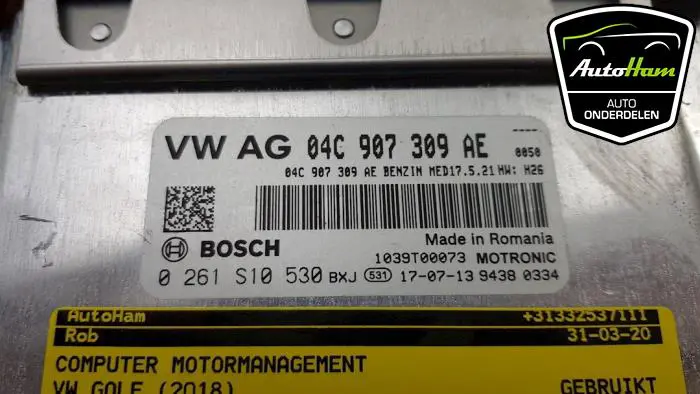 AutoHam
AUTO
ONDERDELEN
VW AG 04C 907 309 AE
----
0050
04C 907 309 AE BENZIN MED17.5.21 HW: H26
BOSCH
Made in Romania
1039T00073 MOTRONIC
0 261 S10 530 BXJ 531 17-07-13 9438 0334
AutoHam +31332537111
Rob 31-03-20
COMPUTER MOTORMANAGEMENT
VW GOLF (2018) GEBRUIKT